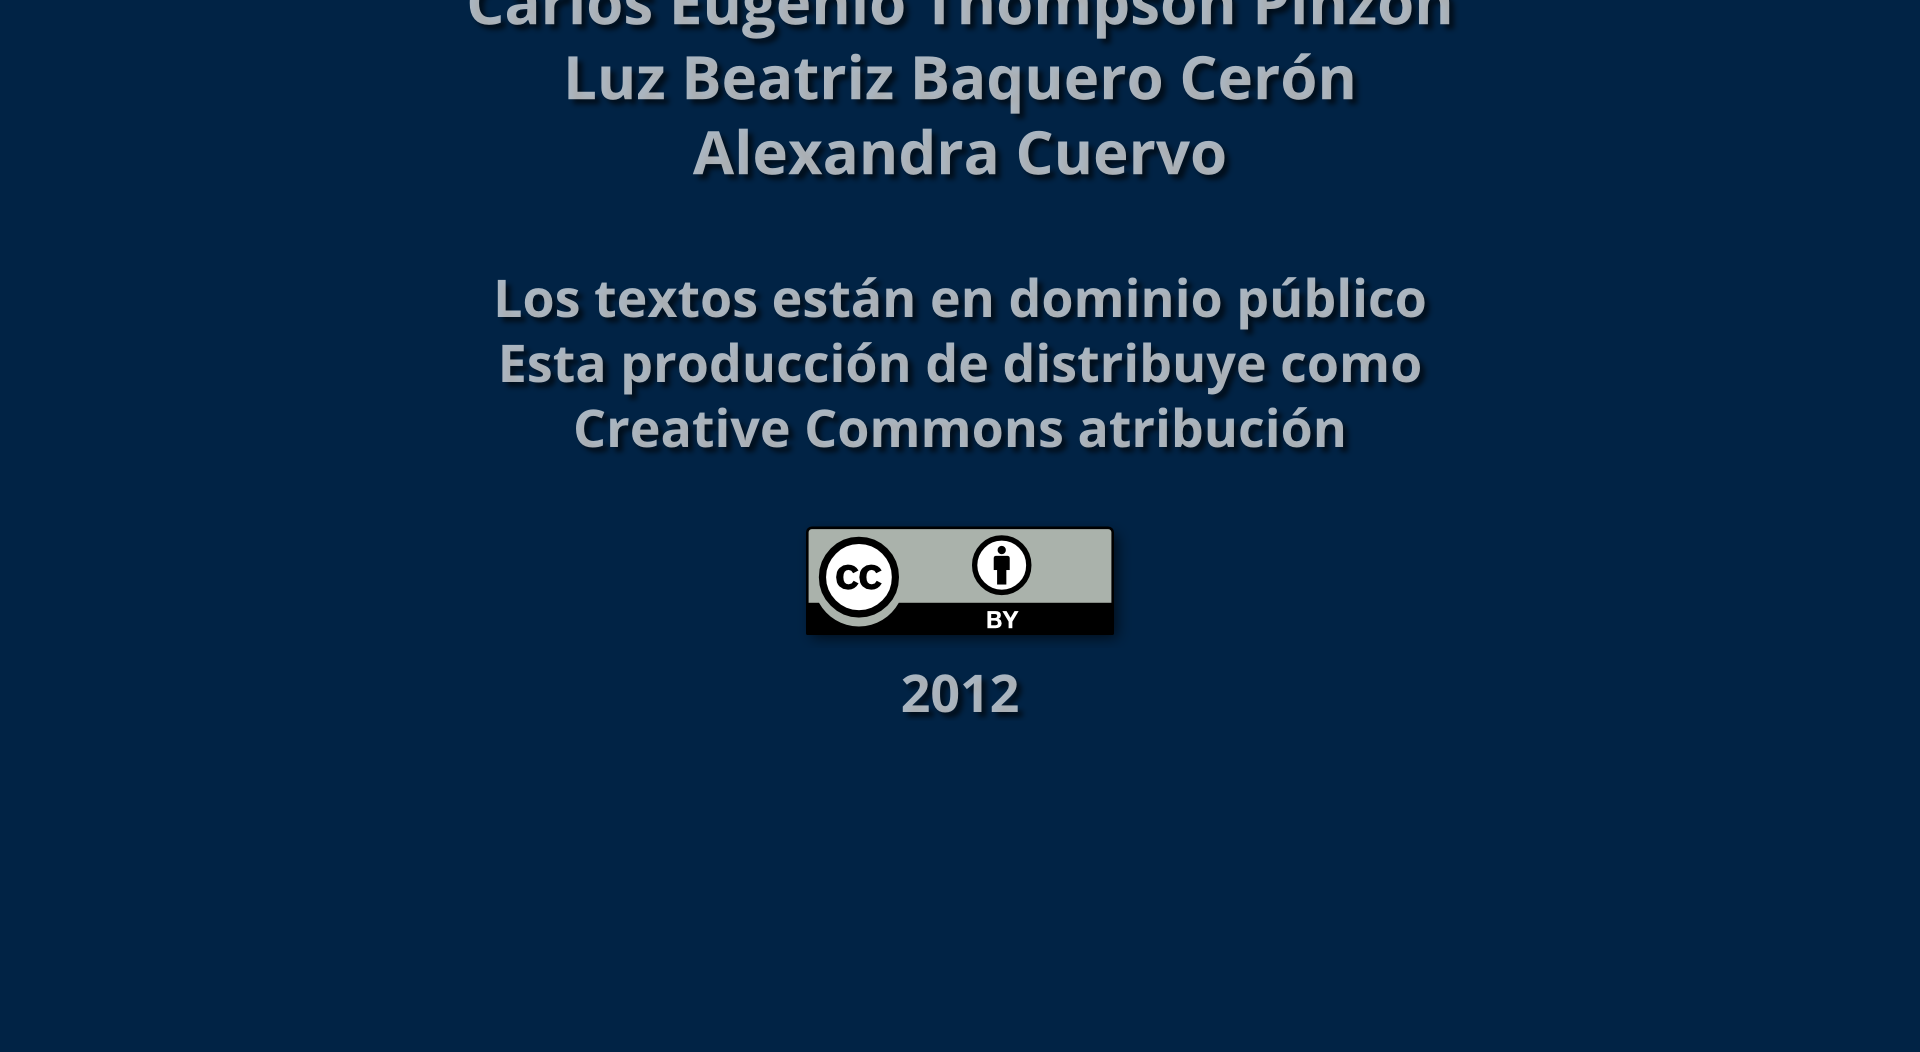 Carlos Eugenio Thompson Pinzón
Luz Beatriz Baquero Cerón
Alexandra Cuervo
Los textos están en dominio público
Esta producción de distribuye como
Creative Commons atribución
cc
BY
2012